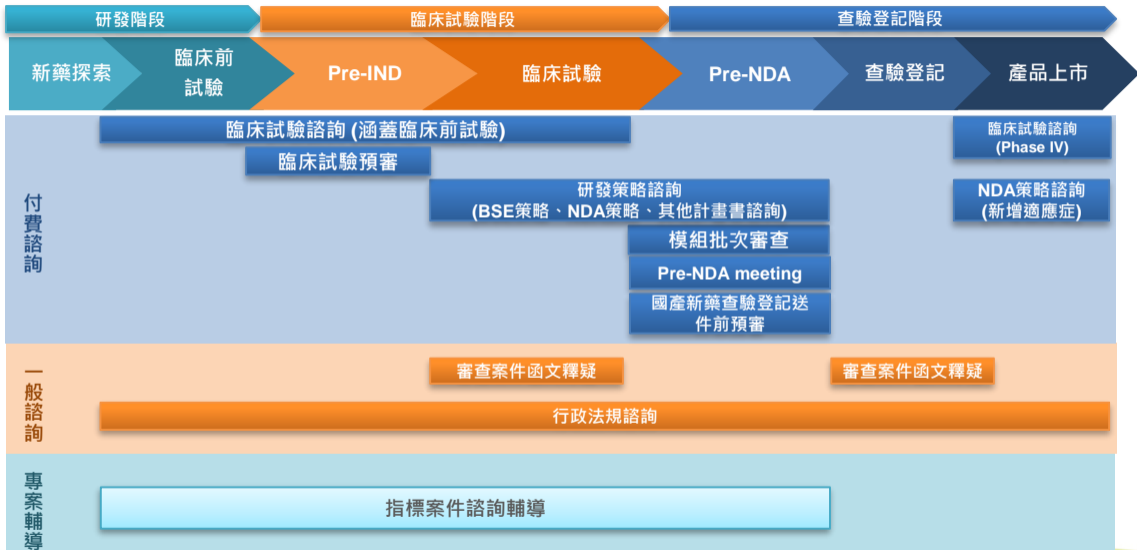 研發階段
臨床試驗階段
查驗登記階段
新藥探索
臨床前
試驗
Pre-IND
臨床試驗
Pre-NDA
查驗登記
產品上市
付費諮詢
臨床試驗諮詢 (涵蓋臨床前試驗)
臨床試驗預審
研發策略諮詢
(BSE策略、NDA策略、其他計畫書諮詢)
模組批次審查
Pre-NDA meeting
國產新藥查驗登記送
件前預審
臨床試驗諮詢
(Phase IV)
NDA策略諮詢
(新增適應症)
一般諮詢
審查案件函文釋疑
審查案件函文釋疑
行政法規諮詢
專案輔導
指標案件諮詢輔導